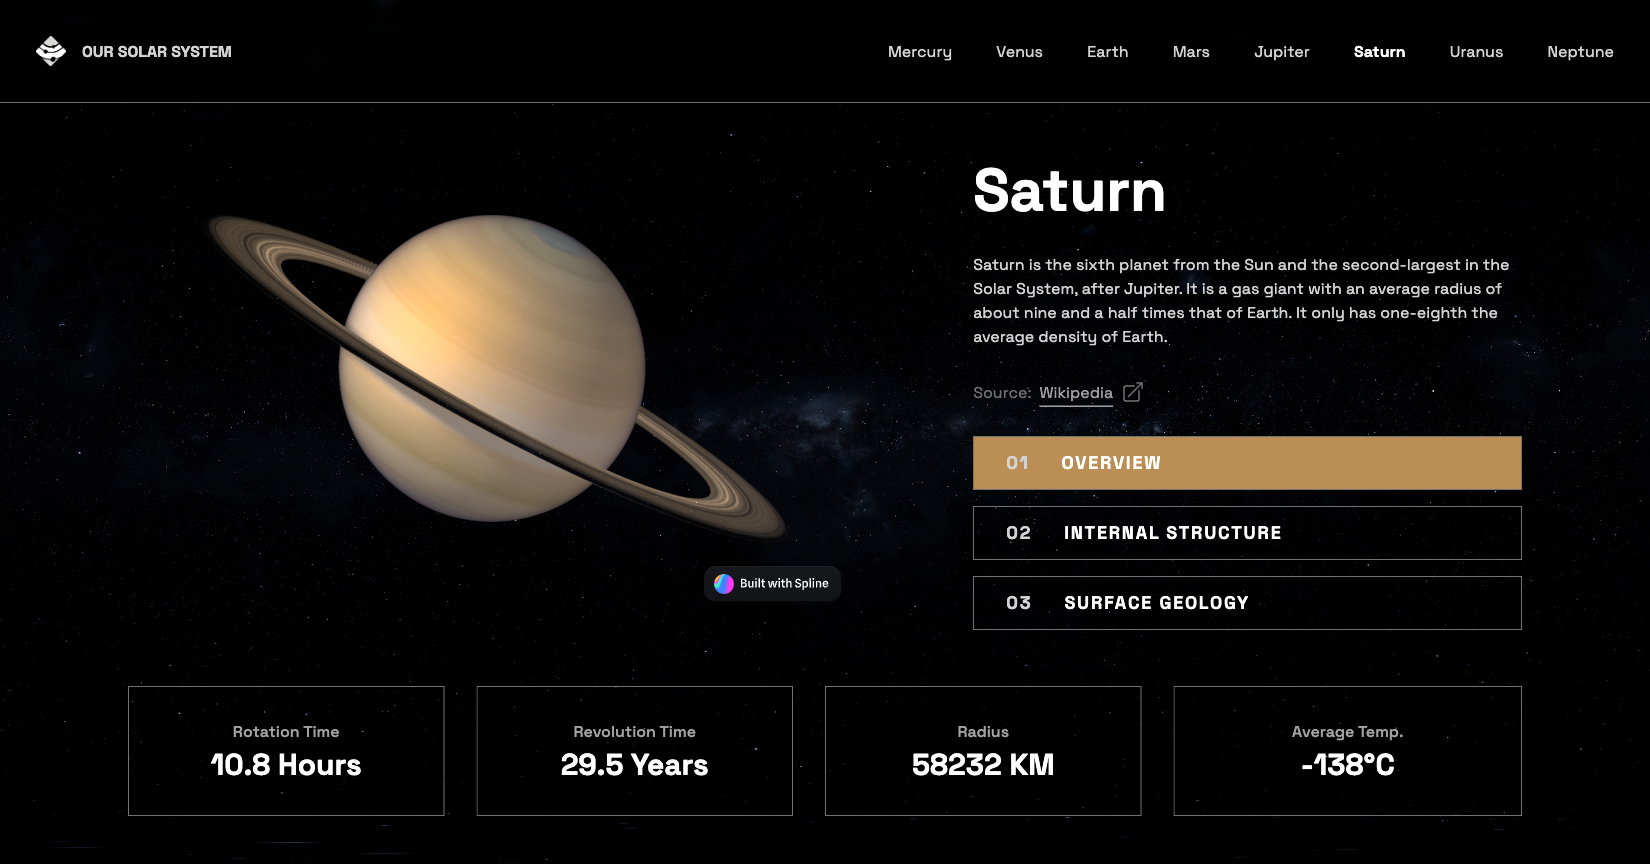 OUR SOLAR SYSTEM
Mercury Venus Earth Mars Jupiter Saturn Uranus Neptune
Saturn
Saturn is the sixth planet from the Sun and the second-largest in the
Solar System, after Jupiter. It is a gas giant with an average radius of
about nine and a half times that of Earth. It only has one-eighth the
average density of Earth.
Source: Wikipedia
01 OVERVIEW
02 INTERNAL STRUCTURE
03 SURFACE GEOLOGY
Built with Spline
Rotation Time
10.8 Hours
Revolution Time
29.5 Years
Radius
58232 KM
Average Temp.
-138°C